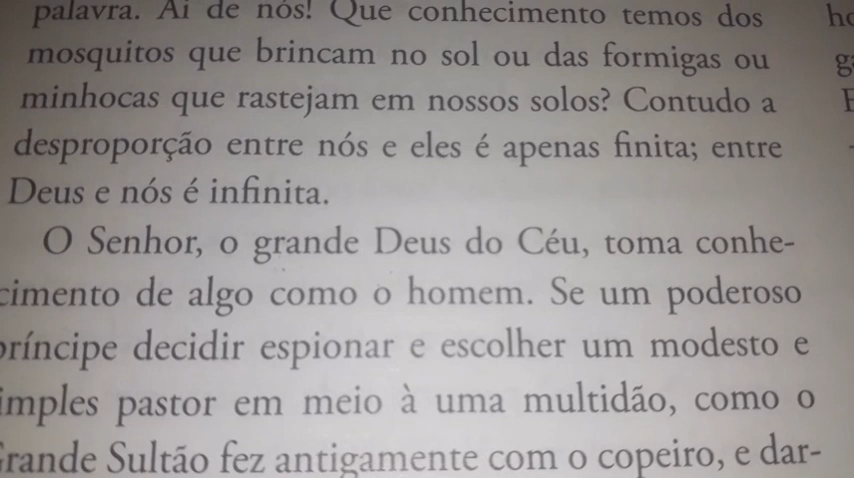 palavra. Ai de nós! Que conhecimento temos dos
mosquitos que brincam no sol ou das formigas ou
minhocas que rastejam em nossos solos? Contudo a
desproporção entre nós e eles é apenas finita; entre
Deus e nós é infinita.
O Senhor, o grande Deus do Céu, toma conhe-
cimento de algo como o homem. Se um poderoso
príncipe decidir espionar e escolher um modesto e
imples pastor em meio à uma multidão, como o
Grande Sultão fez antigamente com o copeiro, e dar-